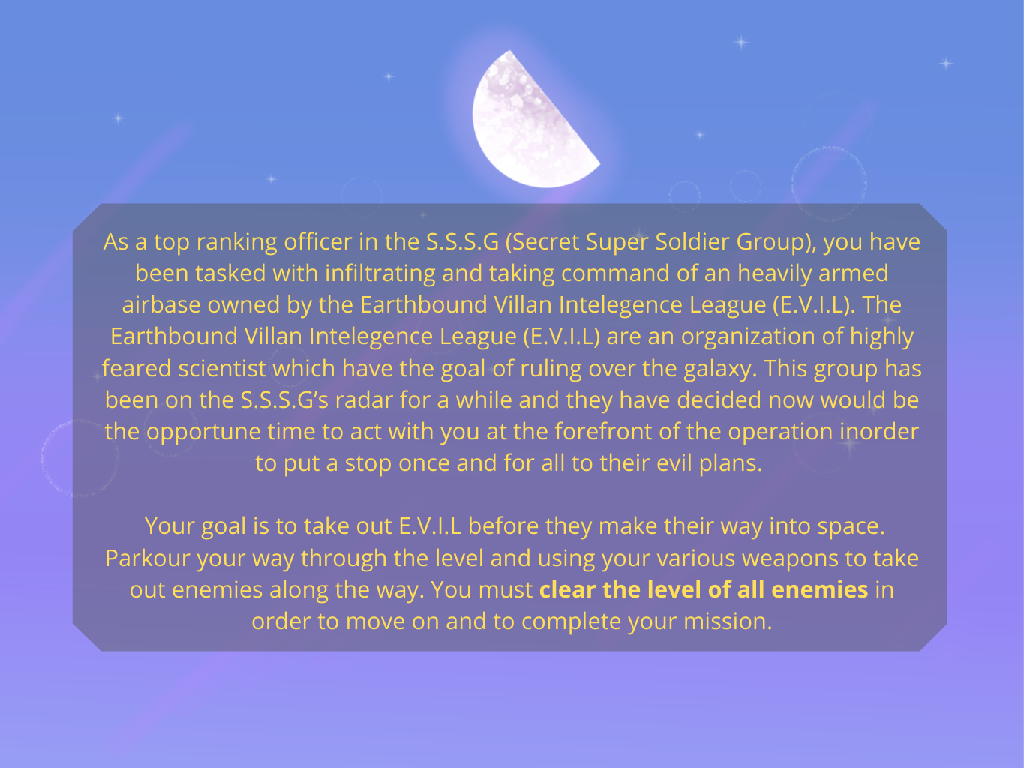 As a top ranking officer in the S.S.S.G (Secret Super Soldier Group), you have
been tasked with infiltrating and taking command of an heavily armed
airbase owned by the Earthbound Villan Intelegence League (E.V.I.L). The
Earthbound Villan Intelegence League (E.V.I.L) are an organization of highly
feared scientist which have the goal of ruling over the galaxy. This group has
been on the S.S.S.G’s radar for a while and they have decided now would be
the opportune time to act with you at the forefront of the operation inorder
to put a stop once and for all to their evil plans.
Your goal is to take out E.V.I.L before they make their way into space.
Parkour your way through the level and using your various weapons to take
out enemies along the way. You must clear the level of all enemies in
order to move on and to complete your mission.